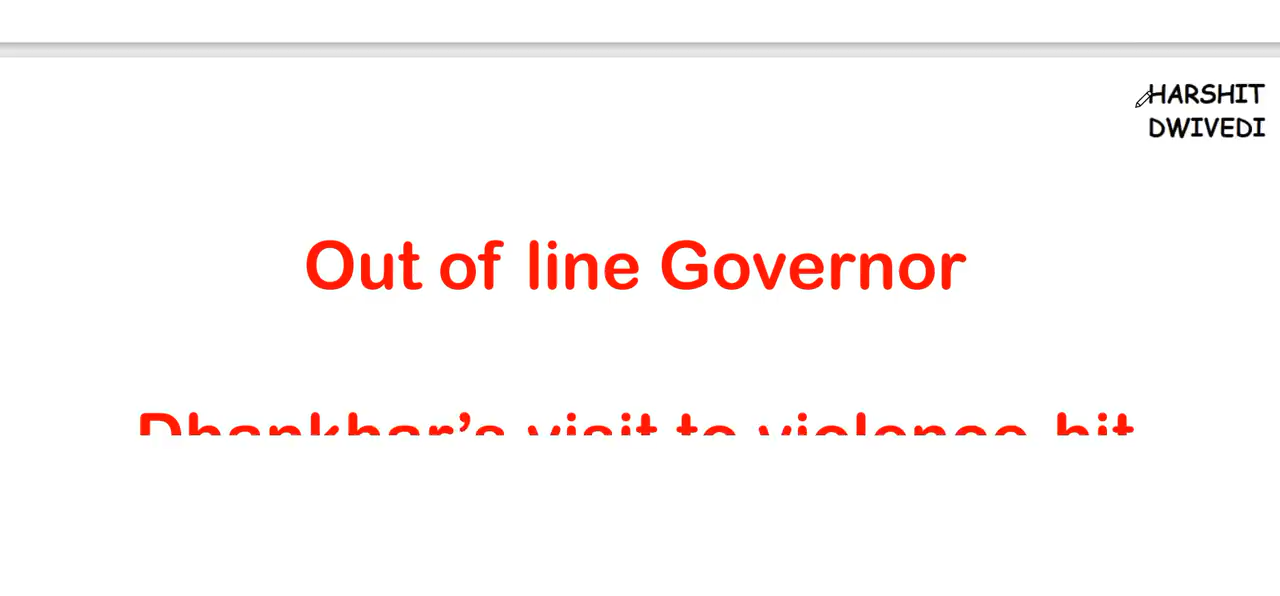 HARSHIT
DWIVEDI
Out of line Governor
Dhankhar's visit to violence hit